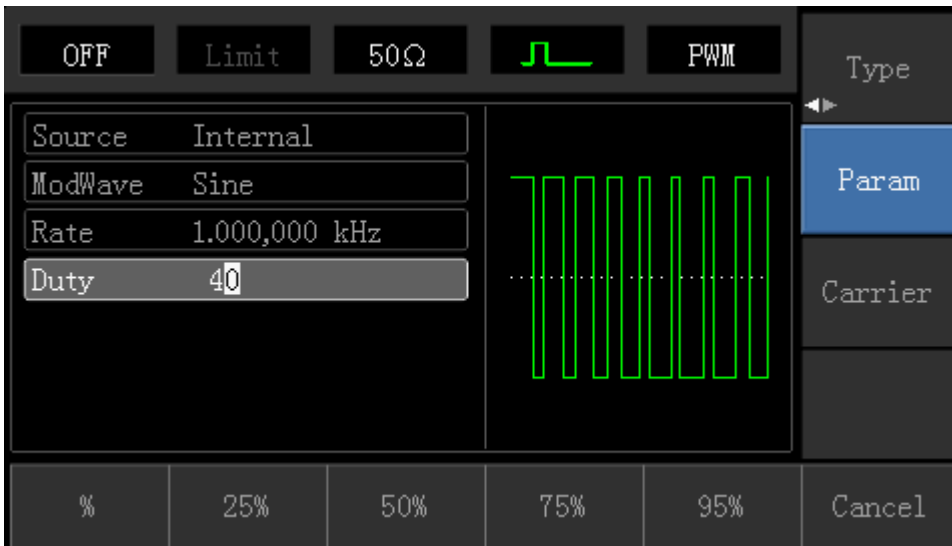 OFF Limit 50Ω PWM
Type
Source Internal
ModWave Sine
Param
Rate 1.000,000 kHz
Duty 40
Carrier
% 25% 50% 75% 95% Cancel